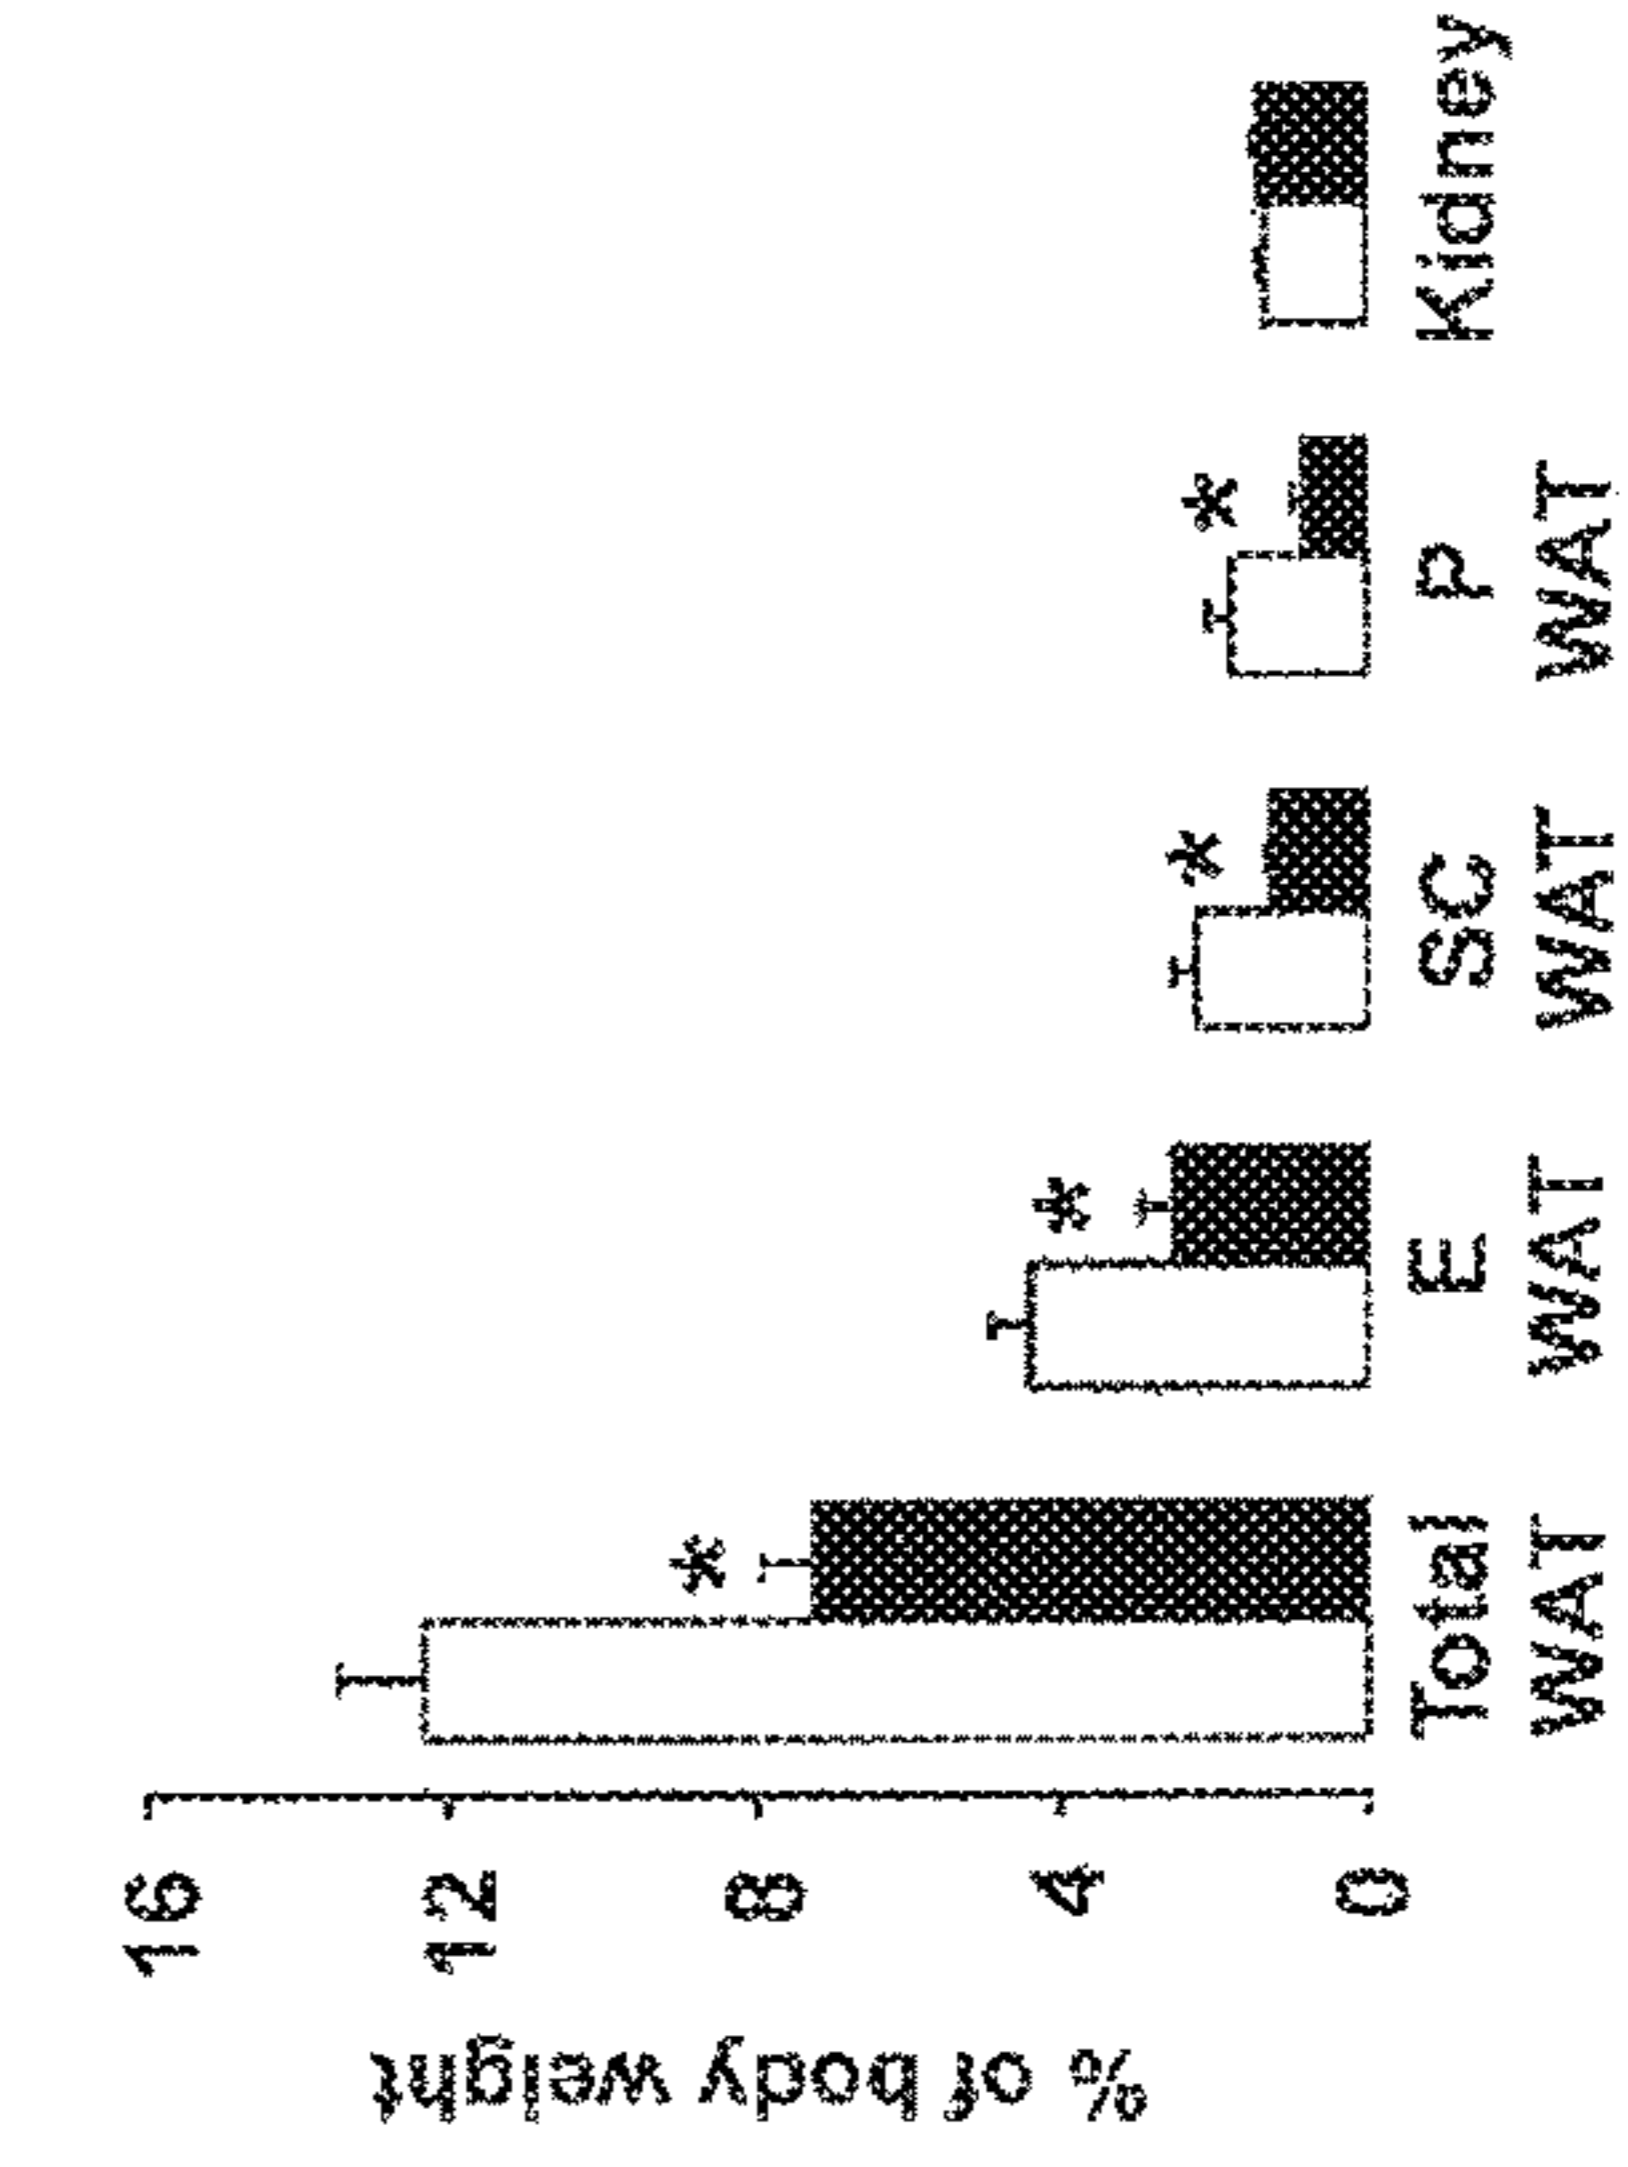 % of body weight
16
12
8
4
0
*
*
*
*
Total
WAT
E
WAT
SC
WAT
P
WAT
Kidney